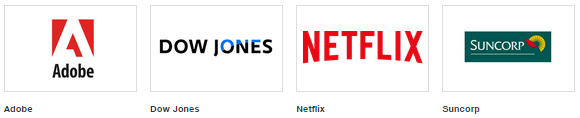 Adobe
DOW JONES
NETFLIX
SUNCORP
Adobe
Dow Jones
Netflix
Suncorp